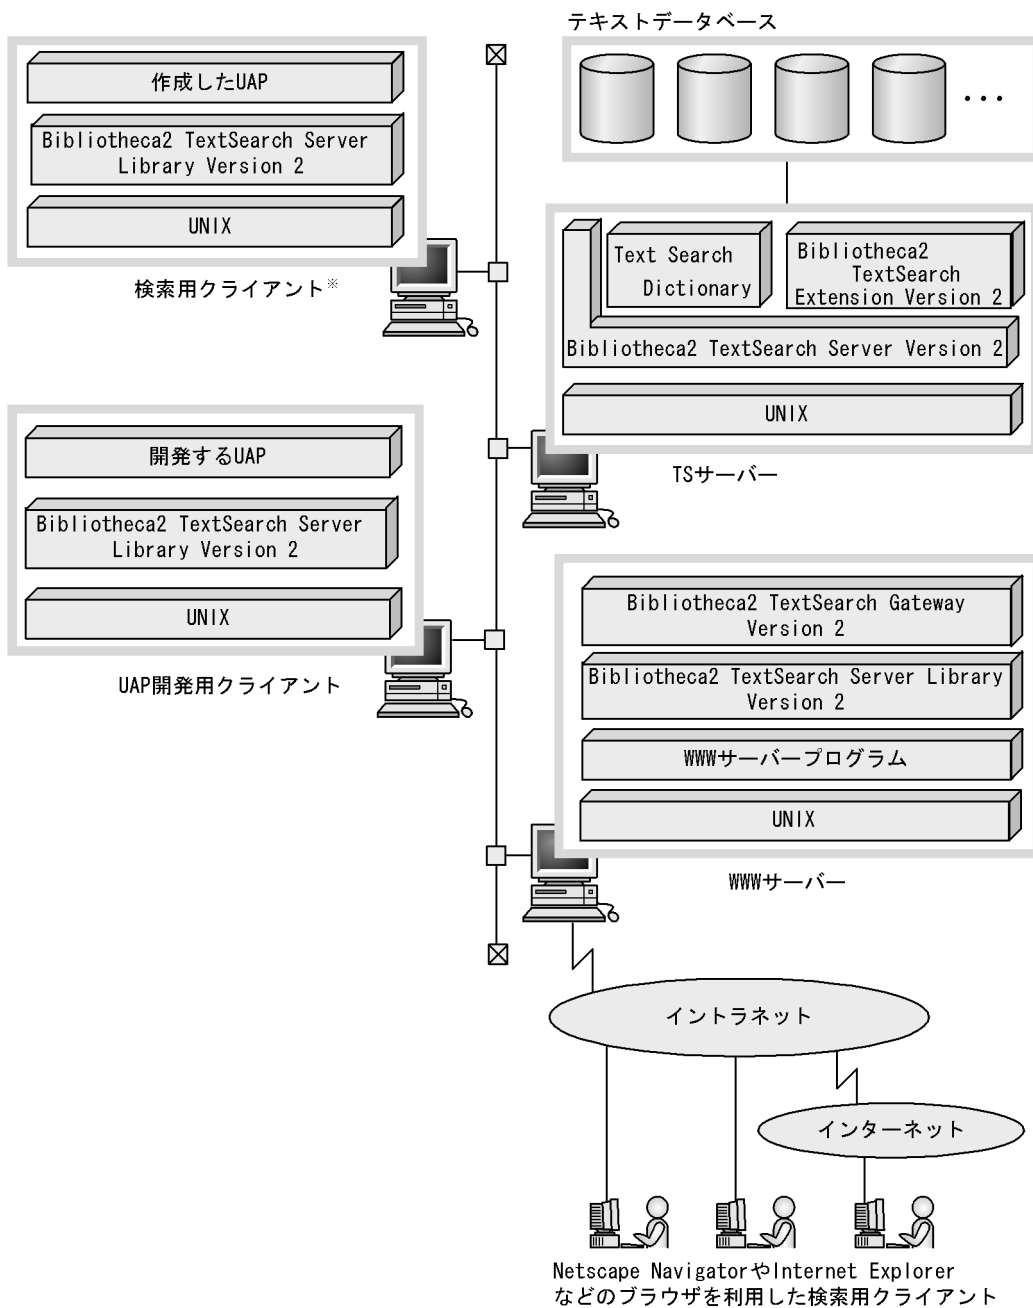 テキストデータベース
作成したUAP
Bibliotheca2 TextSearch Server
Library Version 2
UNIX
検索用クライアント※
・・・
Text Search
Dictionary
Bibliotheca2
TextSearch
Extension Version 2
Bibliotheca2 TextSearch Server Version 2
UNIX
TSサーバー
開発するUAP
Bibliotheca2 TextSearch Server
Library Version 2
UNIX
UAP開発用クライアント
Bibliotheca2 TextSearch Gateway
Version 2
Bibliotheca2 TextSearch Server Library
Version 2
WWWサーバープログラム
UNIX
WWWサーバー
イントラネット
インターネット
Netscape NavigatorやInternet Explorer
などのブラウザを利用した検索用クライアント